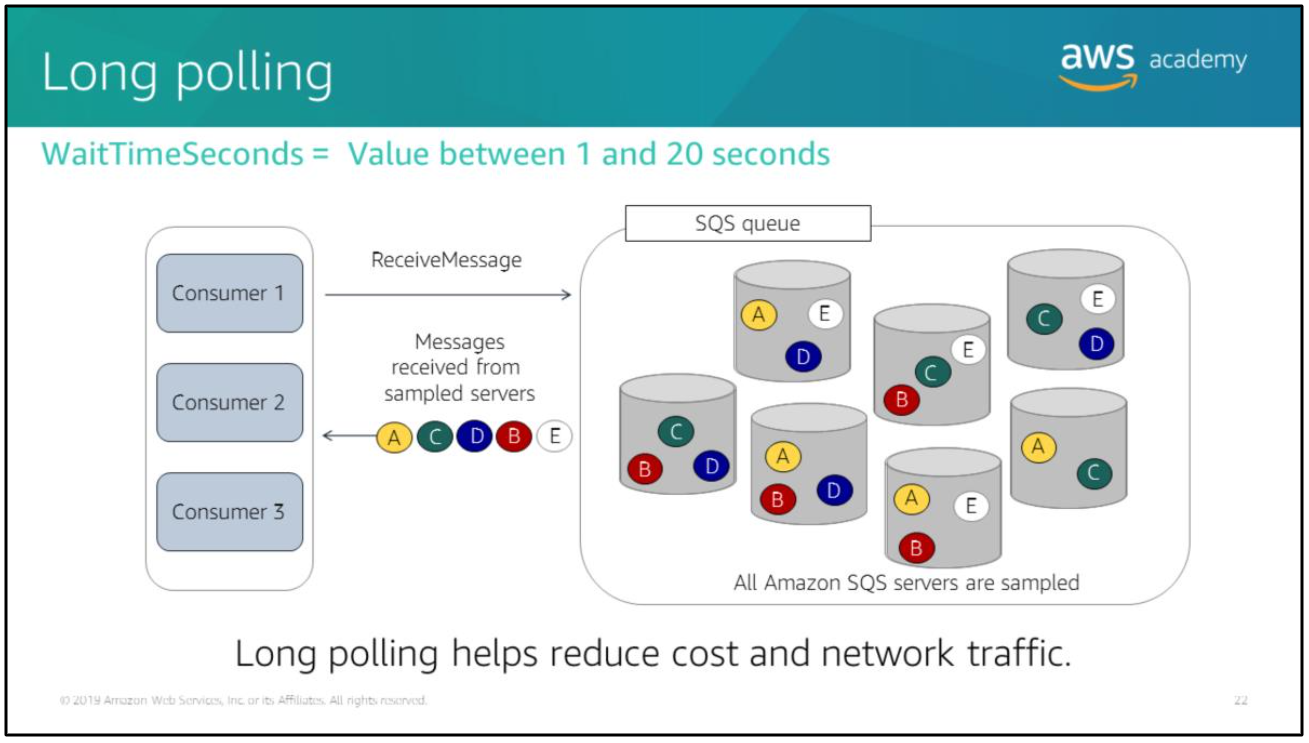 Long polling
aws academy
WaitTimeSeconds = Value between 1 and 20 seconds
SQS queue
Consumer 1
Consumer 2
Consumer 3
ReceiveMessage
Messages
received from
sampled servers
A C D B E
A E
D
E
C
B
E
C
D
C
B D
A
B D
A E
B
A
C
All Amazon SQS servers are sampled
Long polling helps reduce cost and network traffic.
© 2019 Amazon Web Services, Inc. or its Affiliates. All rights reserved.
22